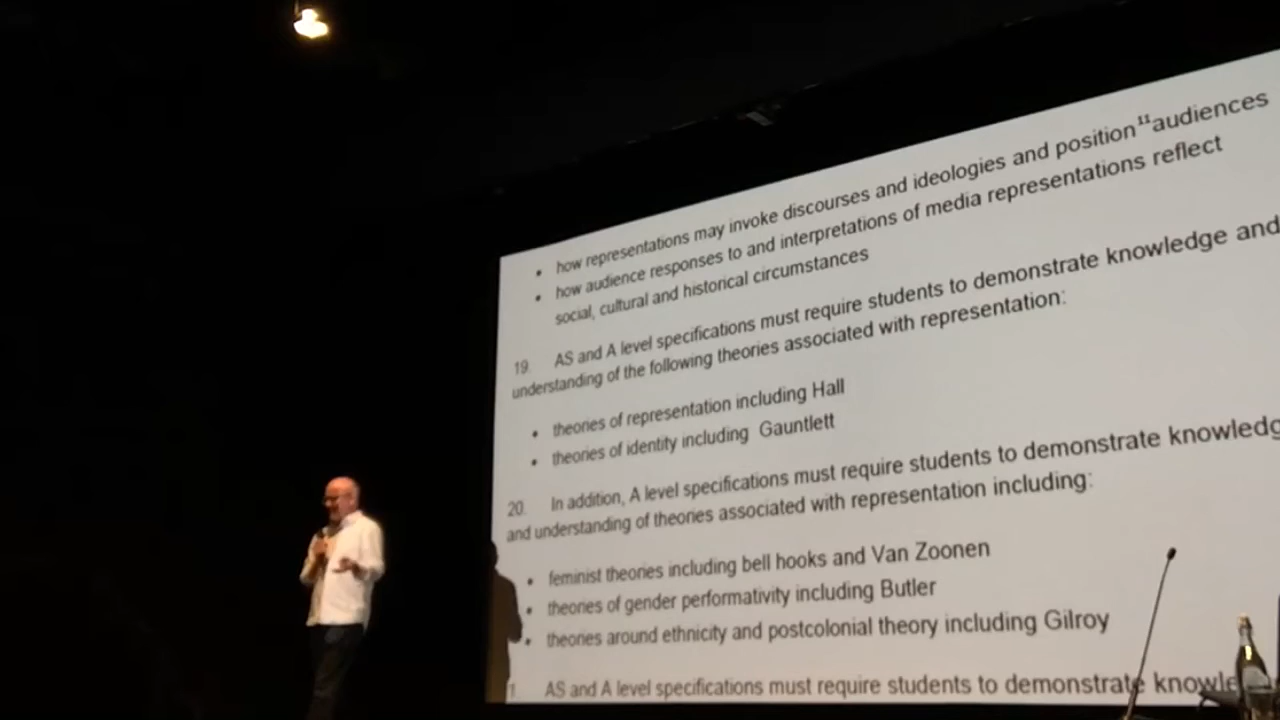 • how representations may invoke discourses and ideologies and position¹¹audiences
• how audience responses to and interpretations of media representations reflect
social, cultural and historical circumstances
19. AS and A level specifications must require students to demonstrate knowledge and
understanding of the following theories associated with representation:
• theories of representation including Hall
• theories of identity including Gauntlett
20. In addition, A level specifications must require students to demonstrate
and understanding of theories associated with representation including:
• feminist theories including bell hooks and Van Zoonen
• theories of gender performativity including Butler
• theories around ethnicity and postcolonial theory including Gilroy
AS and A level specifications must require students to demonstrate